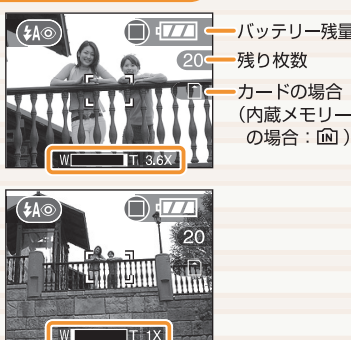 ⚡A
バッテリー残量
20
残り枚数
カードの場合
(内蔵メモリー
の場合：IN)
W T 3.6X
⚡A
20
W T 1X